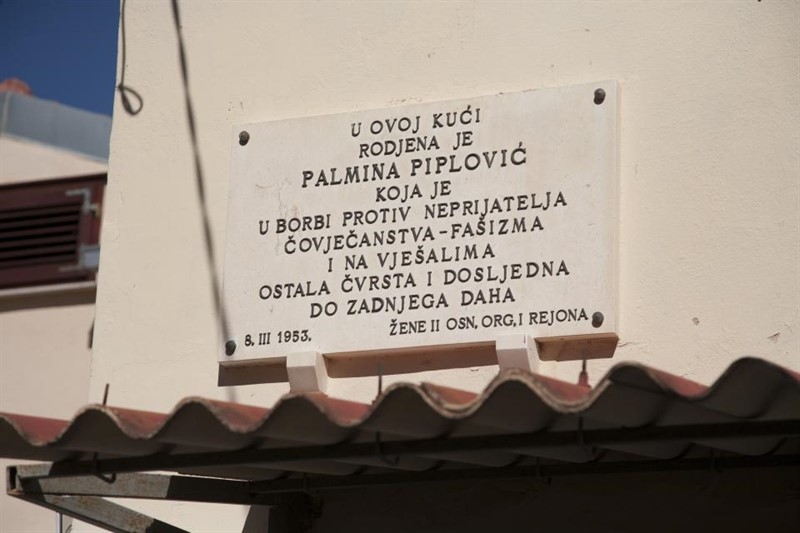 U OVOJ KUĆI
RODJENA JE
PALMINA PIPLOVIĆ
KOJA JE
U BORBI PROTIV NEPRIJATELJA
ČOVJEČANSTVA-FAŠIZMA
I NA VJEŠALIMA
OSTALA ČVRSTA I DOSLJEDNA
DO ZADNJEGA DAHA
8. III 1953. ŽENE II OSN, ORG, I REJONA